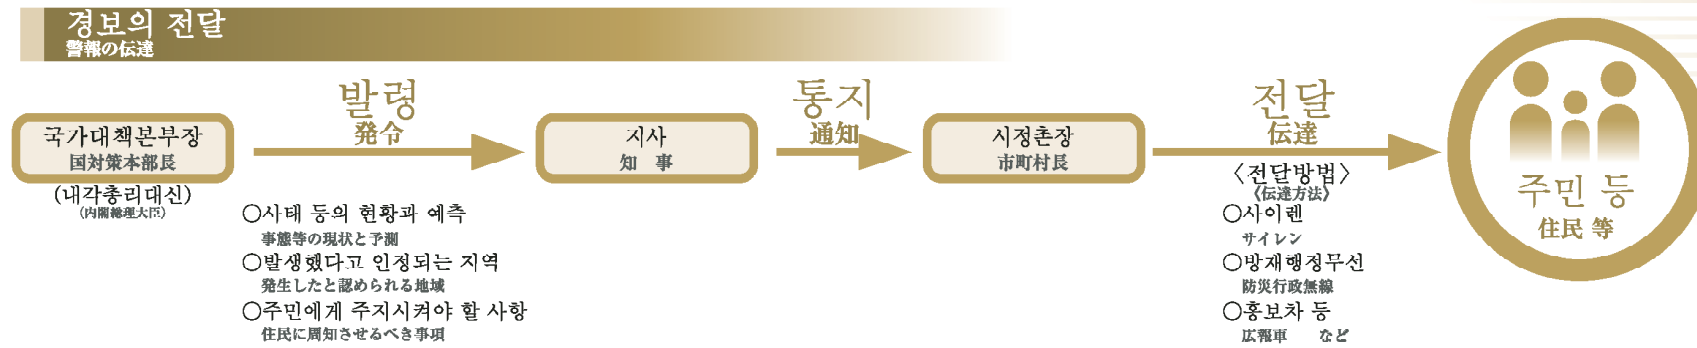 경보의 전달
警報の伝達
국가대책본부장
国対策本部長
(내각총리대신)
(内閣総理大臣)
발령
発令
○사태 등의 현황과 예측
事態等の現状と予測
○발생했다고 인정되는 지역
発生したと認められる地域
○주민에게 주지시켜야 할 사항
住民に周知させるべき事項
지사
知 事
통지
通知
시정촌장
市町村長
전달
伝達
〈전달방법〉
〈伝達方法〉
○사이렌
サイレン
○방재행정무선
防災行政無線
○홍보차 등
広報車 など
주민 등
住民 等